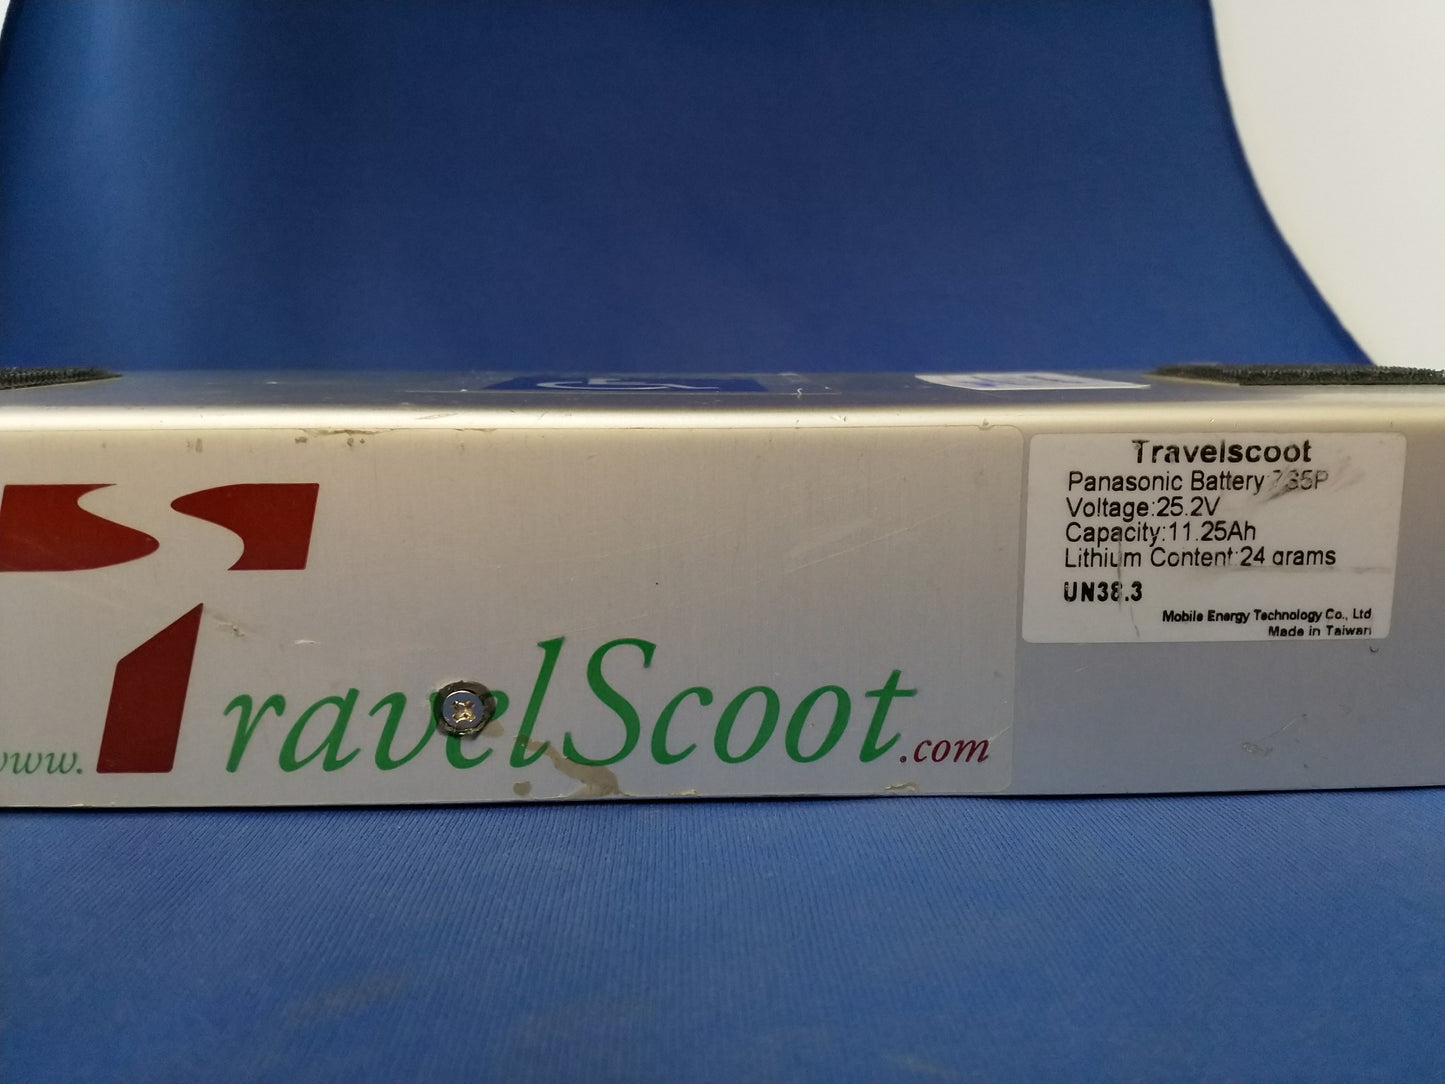 Travelscoot
Panasonic Battery 7S5P
Voltage:25.2V
Capacity:11.25Ah
Lithium Content:24 grams
UN38.3
Mobile Energy Technology Co., Ltd
Made in Taiwan
www.TravelScoot.com